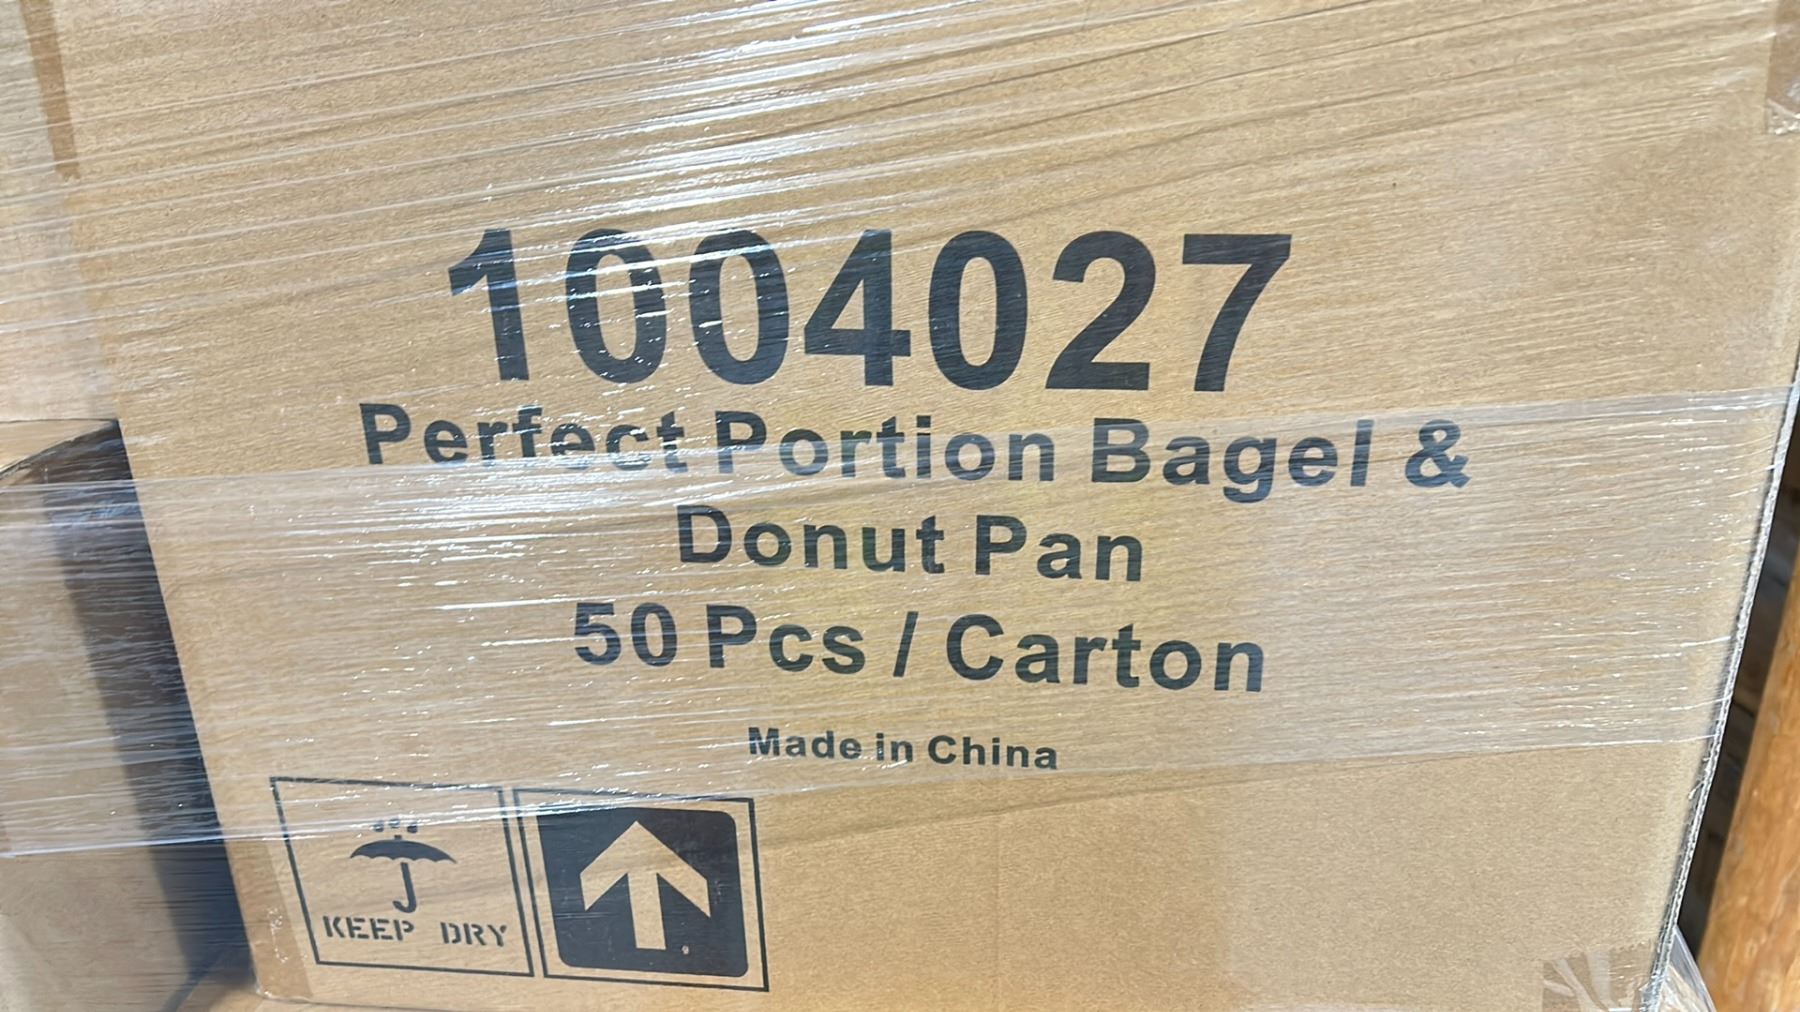 1004027
Perfect Portion Bagel &
Donut Pan
50 Pcs / Carton
Made in China
KEEP DRY